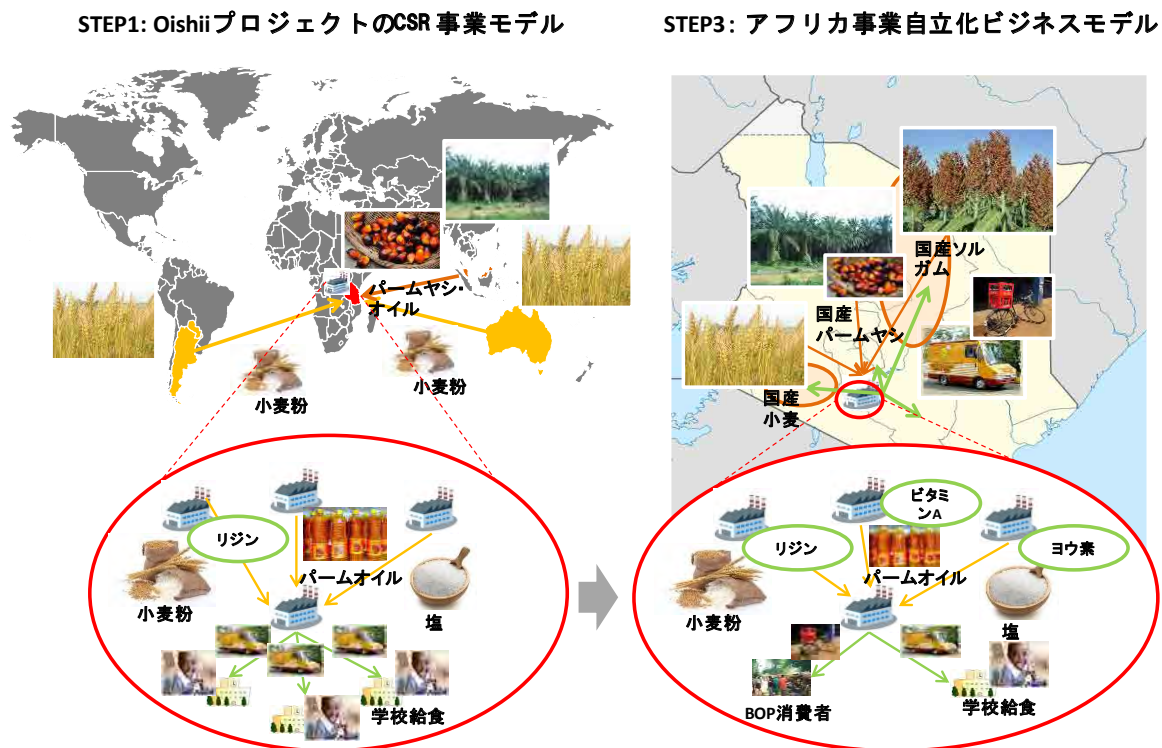 STEP1: OishiiプロジェクトのCSR 事業モデル
パームヤシ・
オイル
小麦粉
小麦粉
リジン
パームオイル
小麦粉
塩
学校給食
STEP3: アフリカ事業自立化ビジネスモデル
国産ソル
ガム
国産
パームヤシ
国産
小麦
ビタミ
ンA
リジン
ヨウ素
パームオイル
小麦粉
塩
BOP消費者
学校給食